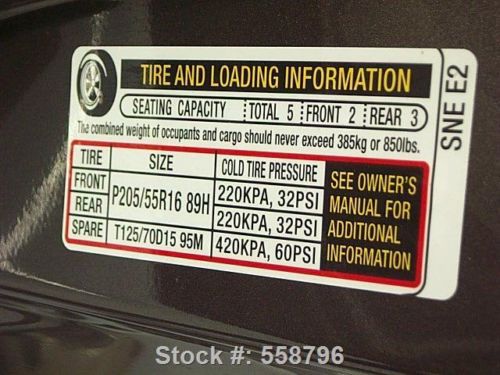 TIRE AND LOADING INFORMATION
SEATING CAPACITY TOTAL 5 FRONT 2 REAR 3
The combined weight of occupants and cargo should never exceed 385kg or 850lbs.
TIRE SIZE COLD TIRE PRESSURE
FRONT P205/55R16 89H 220KPA, 32PSI
REAR 220KPA, 32PSI
SPARE T125/70D15 95M 420KPA, 60PSI
SEE OWNER'S
MANUAL FOR
ADDITIONAL
INFORMATION
SNE E2
Stock #: 558796